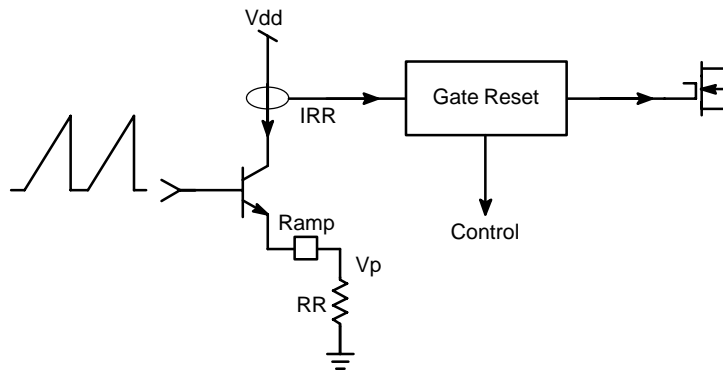 Vdd
IRR
Gate Reset
Ramp
Control
Vp
RR